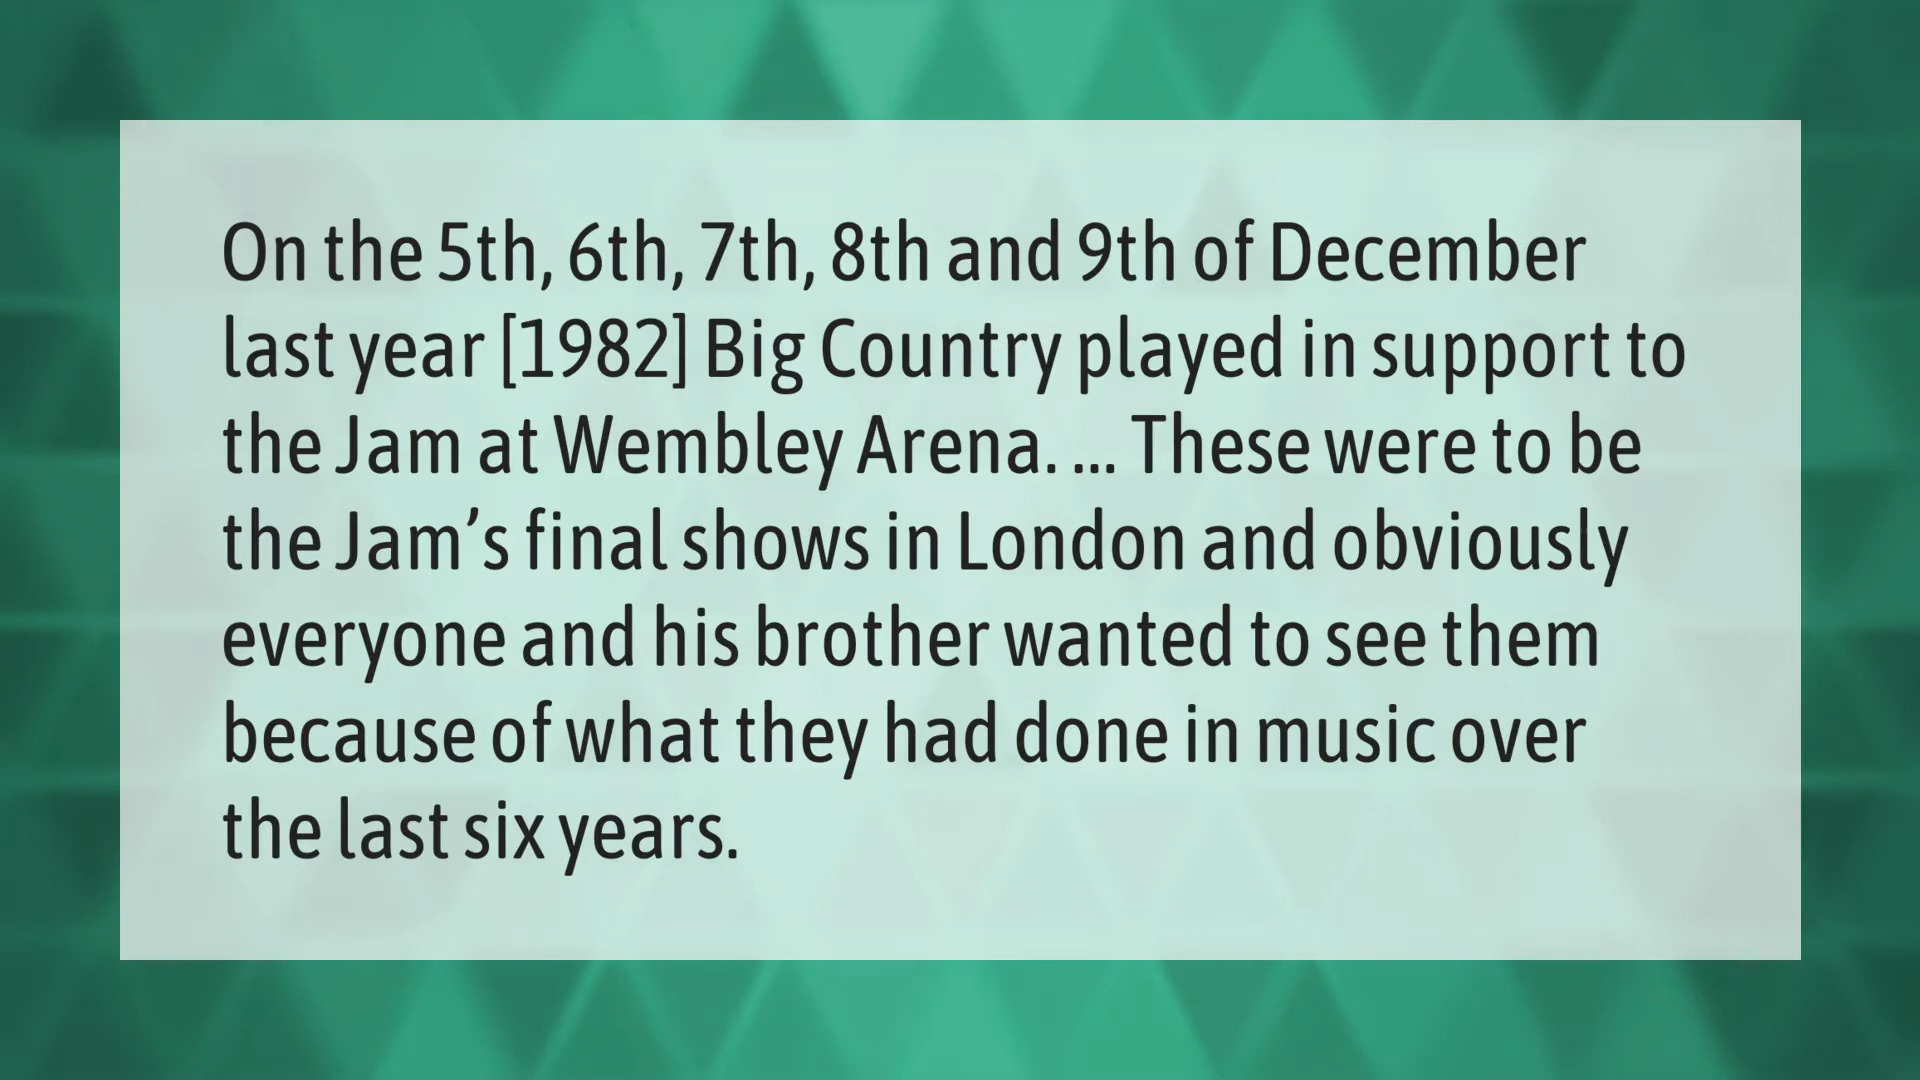 On the 5th, 6th, 7th, 8th and 9th of December
last year [1982] Big Country played in support to
the Jam at Wembley Arena. ... These were to be
the Jam’s final shows in London and obviously
everyone and his brother wanted to see them
because of what they had done in music over
the last six years.